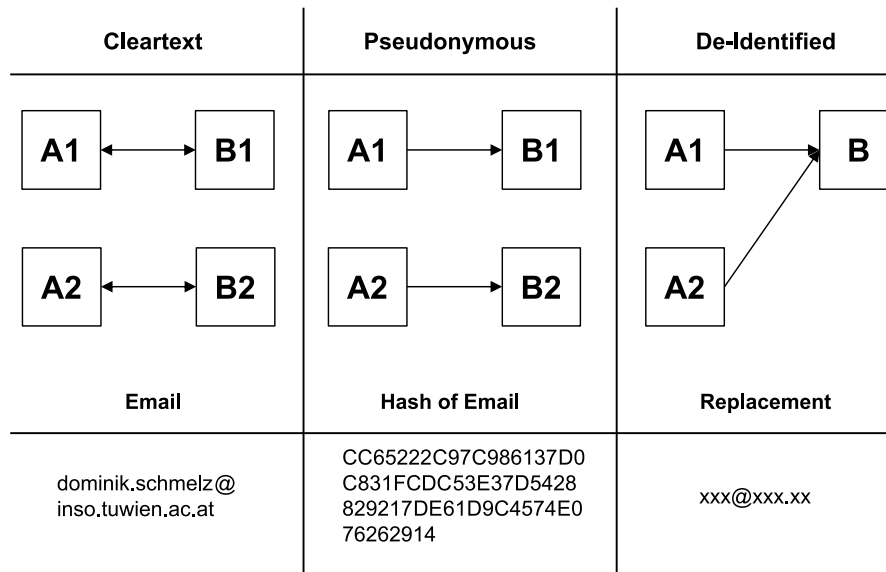 Cleartext
Pseudonymous
De-Identified
A1
B1
A1
B1
A1
B
A2
B2
A2
B2
A2
Email
Hash of Email
Replacement
dominik.schmelz@
inso.tuwien.ac.at
CC65222C97C986137D0
C831FCDC53E37D5428
829217DE61D9C4574E0
76262914
xxx@xxx.xx